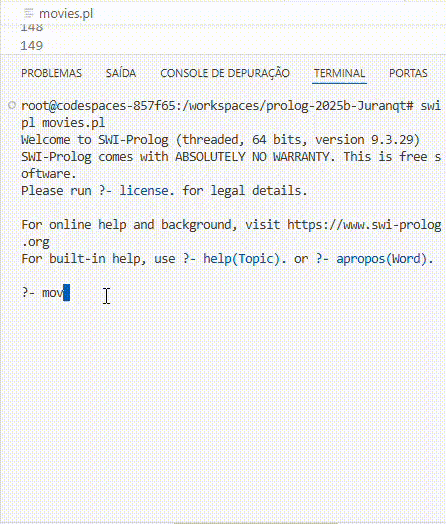 movies.pl
148
149
PROBLEMAS SAÍDA CONSOLE DE DEPURAÇÃO TERMINAL PORTAS
root@codespaces-857f65:/workspaces/prolog-2025b-Juranqt# swi
pl movies.pl
Welcome to SWI-Prolog (threaded, 64 bits, version 9.3.29)
SWI-Prolog comes with ABSOLUTELY NO WARRANTY. This is free s
oftware.
Please run ?- license. for legal details.
For online help and background, visit https://www.swi-prolog
.org
For built-in help, use ?- help(Topic). or ?- apropos(Word).
?- mov